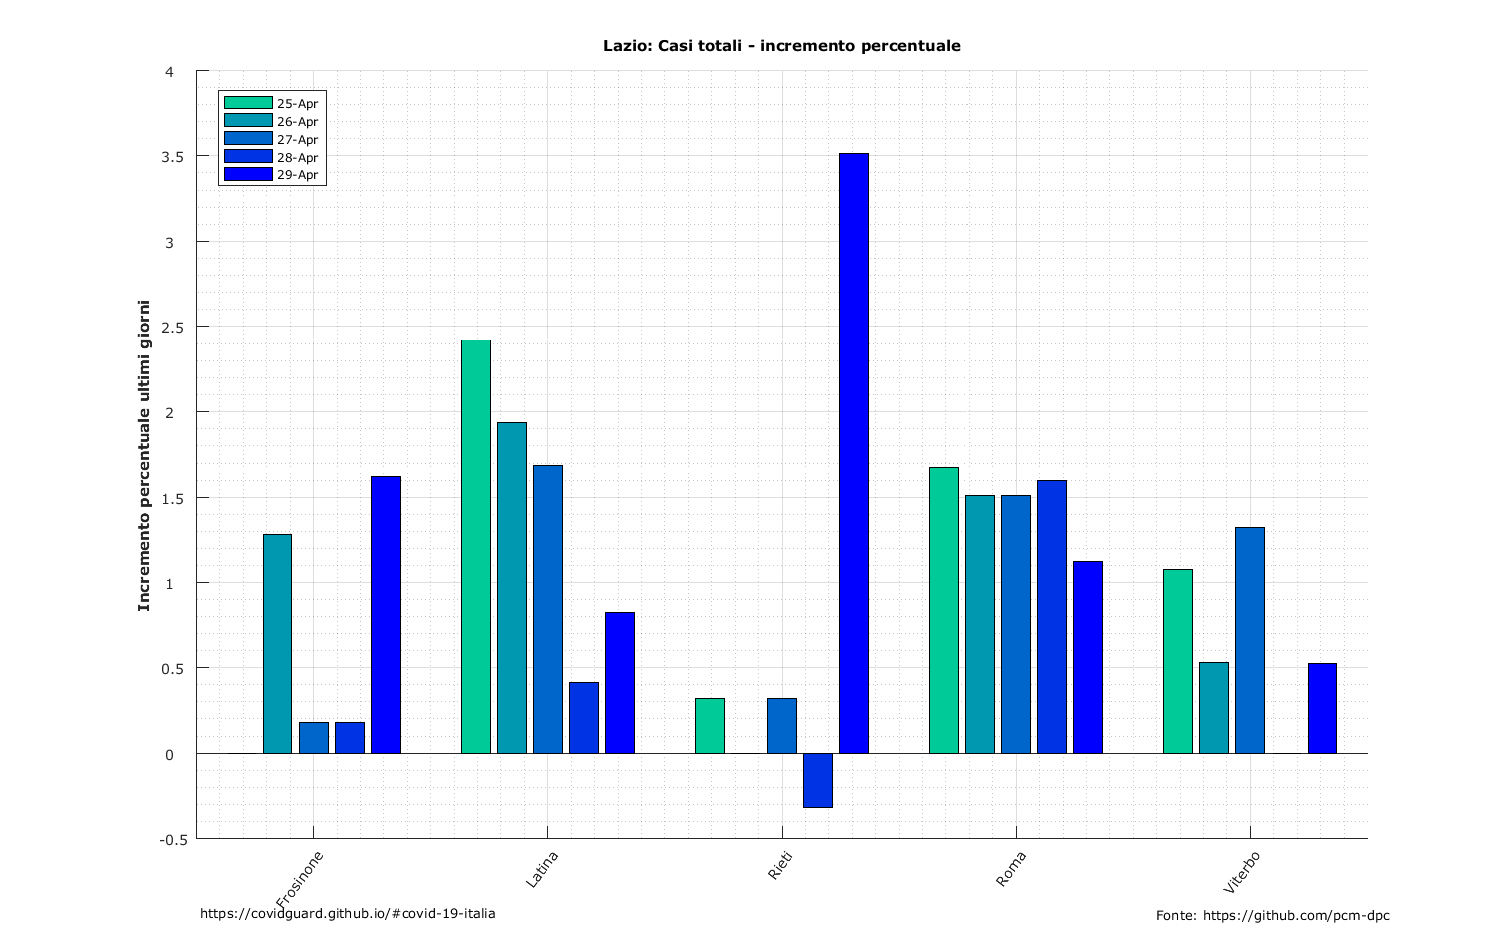 Lazio: Casi totali - incremento percentuale
4
3.5
3
2.5
2
1.5
1
0.5
0
-0.5
Incremento percentuale ultimi giorni
25-Apr
26-Apr
27-Apr
28-Apr
29-Apr
Frosinone
Latina
Rieti
Roma
Viterbo
https://covidguard.github.io/#covid-19-italia
Fonte: https://github.com/pcm-dpc